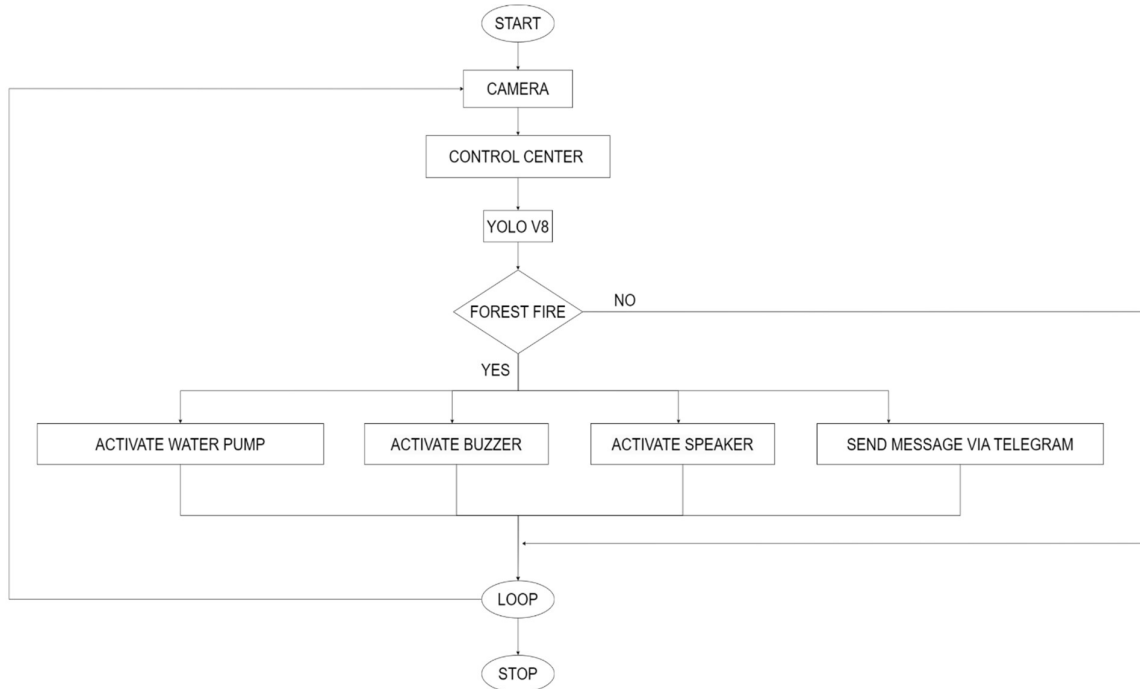 START
CAMERA
CONTROL CENTER
YOLO V8
FOREST FIRE
NO
YES
ACTIVATE WATER PUMP
ACTIVATE BUZZER
ACTIVATE SPEAKER
SEND MESSAGE VIA TELEGRAM
LOOP
STOP